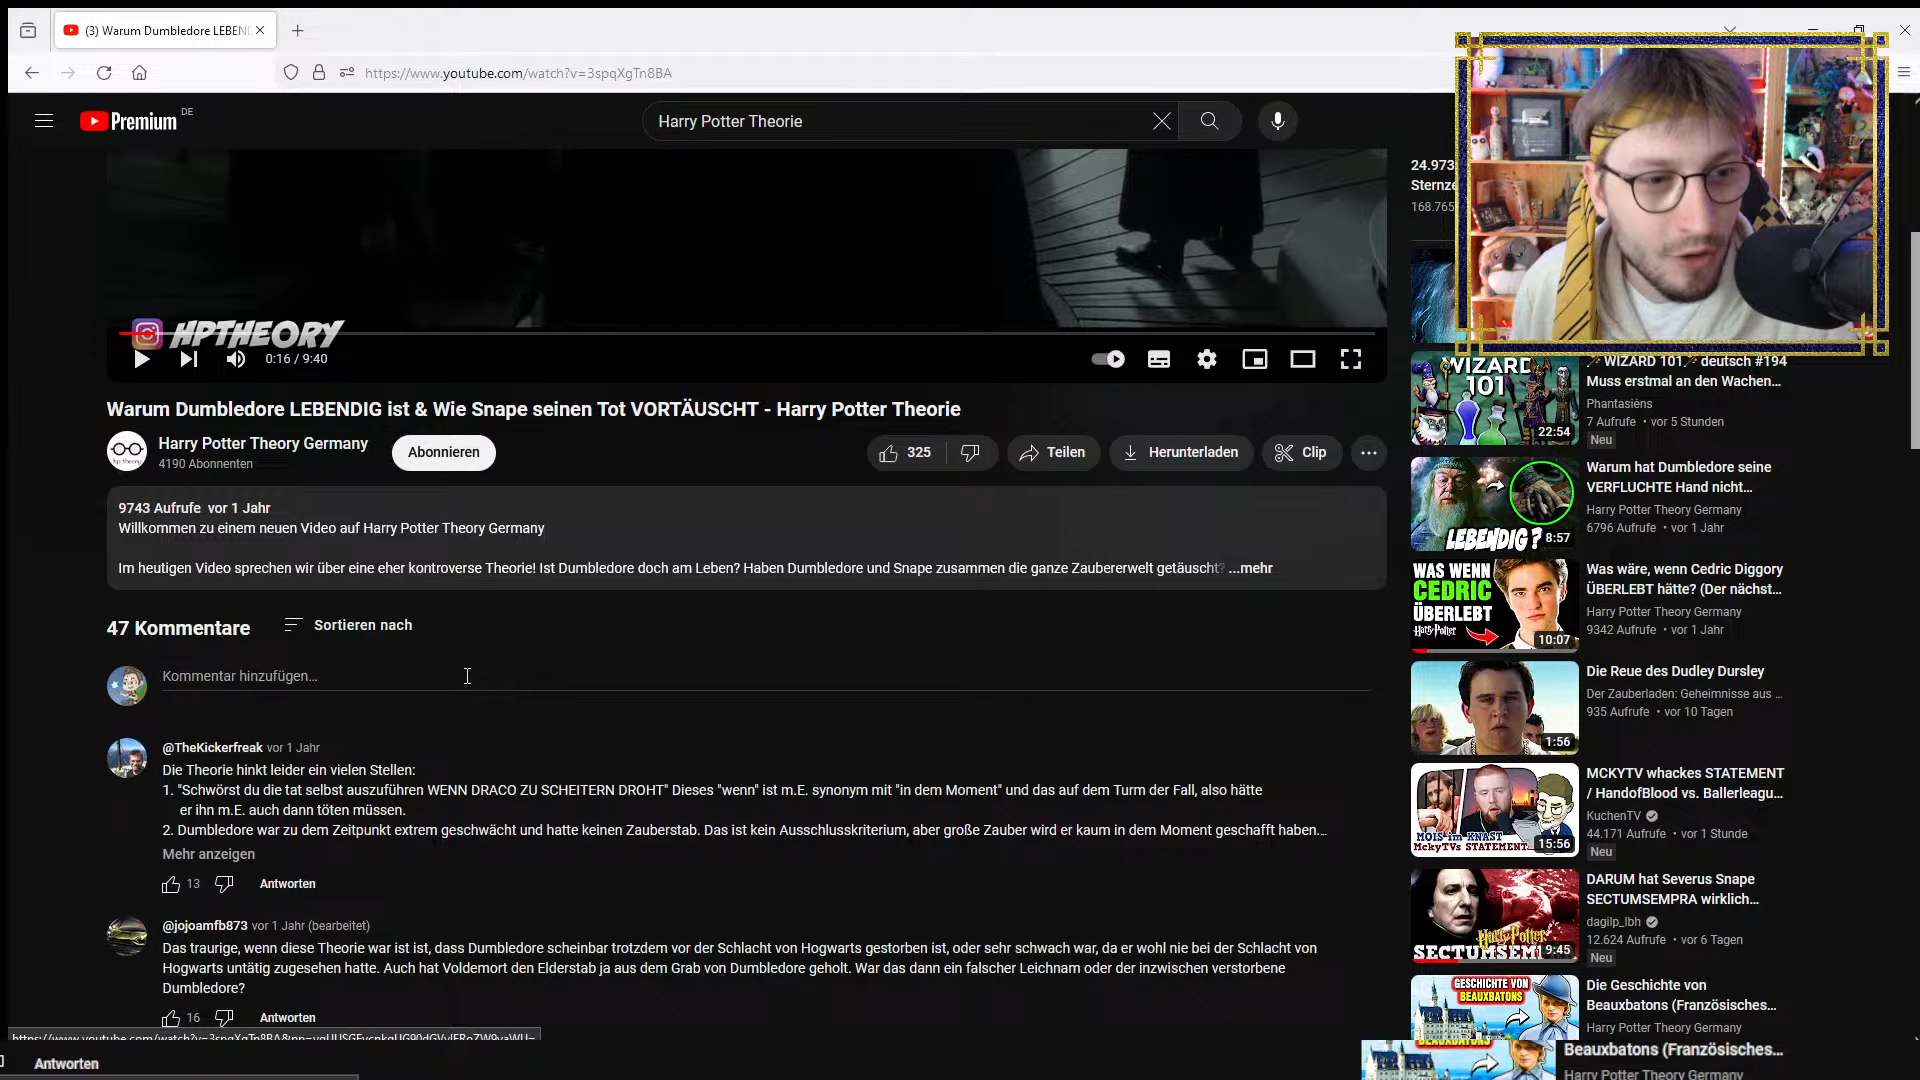 (3) Warum Dumbledore LEBEND
https://www.youtube.com/watch?v=3spqXgTn8BA
Premium DE
Harry Potter Theorie
HPTHEORY
0:16 / 9:40
Warum Dumbledore LEBENDIG ist & Wie Snape seinen Tot VORTÄUSCHT - Harry Potter Theorie
Harry Potter Theory Germany
4190 Abonnenten
Abonnieren
325
Teilen
Herunterladen
Clip
9743 Aufrufe vor 1 Jahr
Willkommen zu einem neuen Video auf Harry Potter Theory Germany
Im heutigen Video sprechen wir über eine eher kontroverse Theorie! Ist Dumbledore doch am Leben? Haben Dumbledore und Snape zusammen die ganze Zaubererwelt getäuscht? ...mehr
47 Kommentare
Sortieren nach
Kommentar hinzufügen...
@TheKickerfreak vor 1 Jahr
Die Theorie hinkt leider ein vielen Stellen:
1. "Schwörst du die tat selbst auszuführen WENN DRACO ZU SCHEITERN DROHT" Dieses "wenn" ist m.E. synonym mit "in dem Moment" und das auf dem Turm der Fall, also hätte
er ihn m.E. auch dann töten müssen.
2. Dumbledore war zu dem Zeitpunkt extrem geschwächt und hatte keinen Zauberstab. Das ist kein Ausschlusskriterium, aber große Zauber wird er kaum in dem Moment geschafft haben...
Mehr anzeigen
13
Antworten
@jojoamfb873 vor 1 Jahr (bearbeitet)
Das traurige, wenn diese Theorie war ist ist, dass Dumbledore scheinbar trotzdem vor der Schlacht von Hogwarts gestorben ist, oder sehr schwach war, da er wohl nie bei der Schlacht von
Hogwarts untätig zugesehen hatte. Auch hat Voldemort den Elderstab ja aus dem Grab von Dumbledore geholt. War das dann ein falscher Leichnam oder der inzwischen verstorbene
Dumbledore?
16
Antworten
Antworten
24.973
Sternze
168.765
WIZARD
101
22:54
WIZARD 101 deutsch #194
Muss erstmal an den Wachen...
Phantasiéns
7 Aufrufe • vor 5 Stunden
Neu
LEBENDIG?
8:57
Warum hat Dumbledore seine
VERFLUCHTE Hand nicht...
Harry Potter Theory Germany
6796 Aufrufe • vor 1 Jahr
WAS WENN
CEDRIC
ÜBERLEBT
Harry Potter
10:07
Was wäre, wenn Cedric Diggory
ÜBERLEBT hätte? (Der nächst...
Harry Potter Theory Germany
9342 Aufrufe • vor 1 Jahr
1:56
Die Reue des Dudley Dursley
Der Zauberladen: Geheimnisse aus ...
935 Aufrufe • vor 10 Tagen
MOIS im KNAST
MckyTVs STATEMENT
15:56
MCKYTV whackes STATEMENT
/ HandofBlood vs. Ballerleagu...
KuchenTV
44.171 Aufrufe • vor 1 Stunde
Neu
Harry Potter
SECTUMSEM
9:45
DARUM hat Severus Snape
SECTUMSEMPRA wirklich...
dagilp_lbh
12.624 Aufrufe • vor 6 Tagen
Neu
GESCHICHTE VON
BEAUXBATONS
Die Geschichte von
Beauxbatons (Französisches...
Harry Potter Theory Germany
BEAUXBATONS
Beauxbatons (Französisches...
Harry Potter Theory Germany